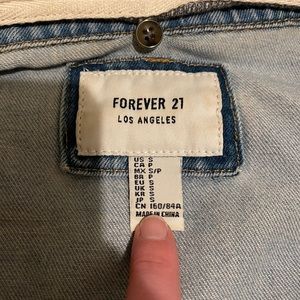 FOREVER 21
LOS ANGELES
US S
CA P
MX S/P
BR P
EU S
UK S
KR S
JP S
CN 160/84A
MADE IN CHINA